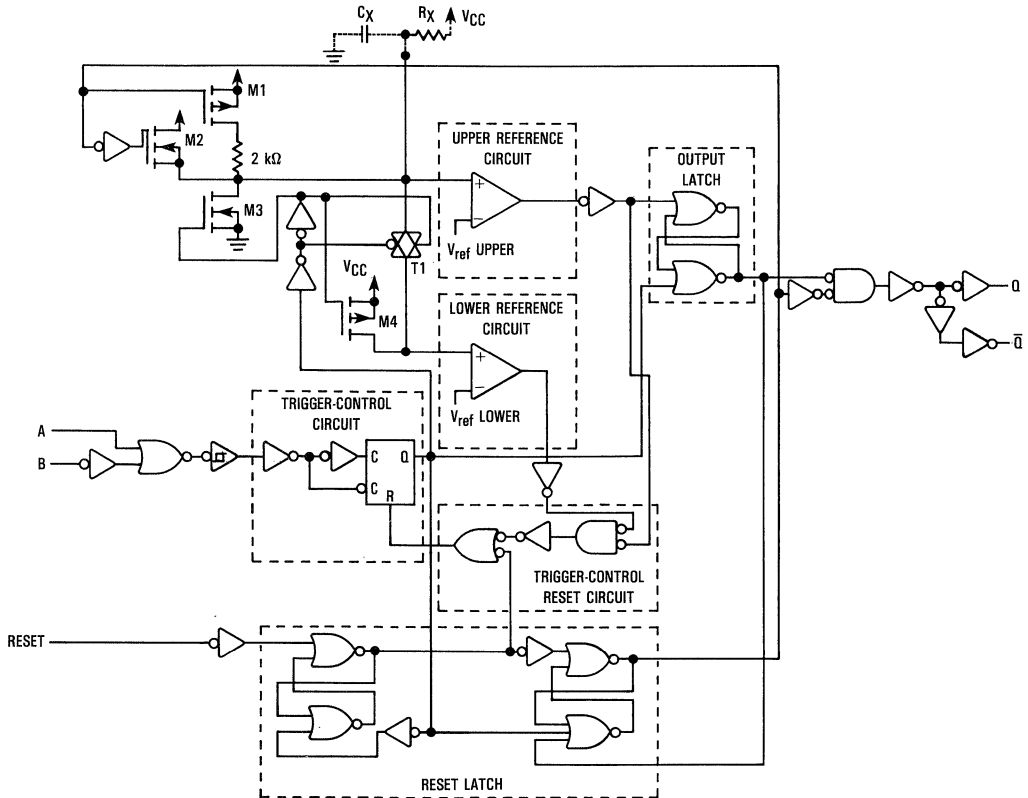 CX
RX
VCC
M1
M2
2 kΩ
M3
UPPER REFERENCE
CIRCUIT
+
−
Vref UPPER
OUTPUT
LATCH
T1
VCC
M4
LOWER REFERENCE
CIRCUIT
+
−
Vref LOWER
Q
Q̅
TRIGGER-CONTROL
CIRCUIT
A
B
C
Q
C
R
TRIGGER-CONTROL
RESET CIRCUIT
RESET
RESET LATCH